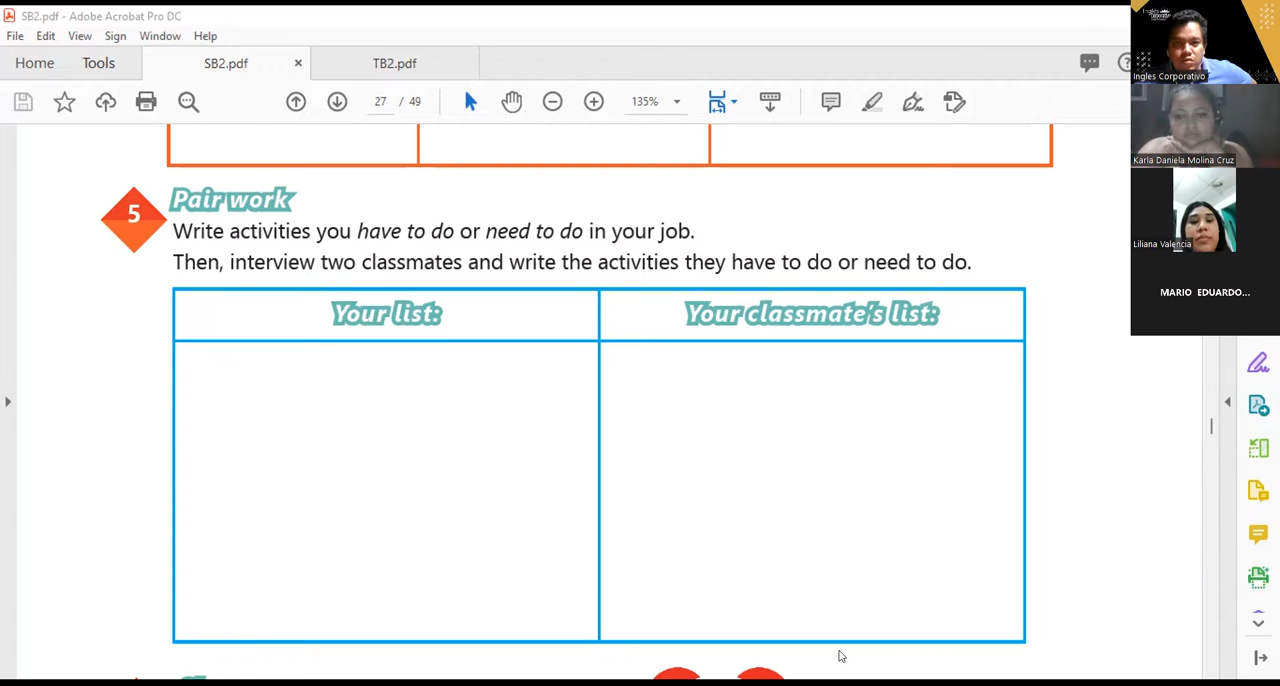 SB2.pdf - Adobe Acrobat Pro DC
File Edit View Sign Window Help
Home Tools SB2.pdf × TB2.pdf
27 / 49 135%
5
Pair work
Write activities you have to do or need to do in your job.
Then, interview two classmates and write the activities they have to do or need to do.
Your list: Your classmate's list:
Ingles Corporativo
Karla Daniela Molina Cruz
Liliana Valencia
MARIO EDUARDO...